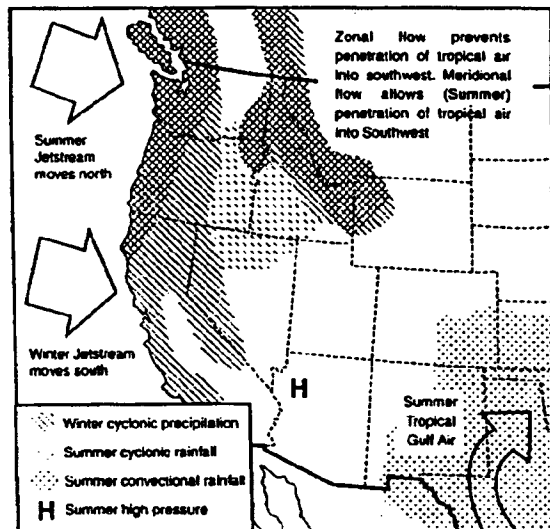 Zonal flow prevents
penetration of tropical air
into southwest. Meridional
flow allows (Summer)
penetration of tropical air
into Southwest
Summer
Jetstream
moves north
Winter Jetstream
moves south
H
Summer
Tropical
Gulf Air
Winter cyclonic precipitation
Summer cyclonic rainfall
Summer convectional rainfall
H Summer high pressure